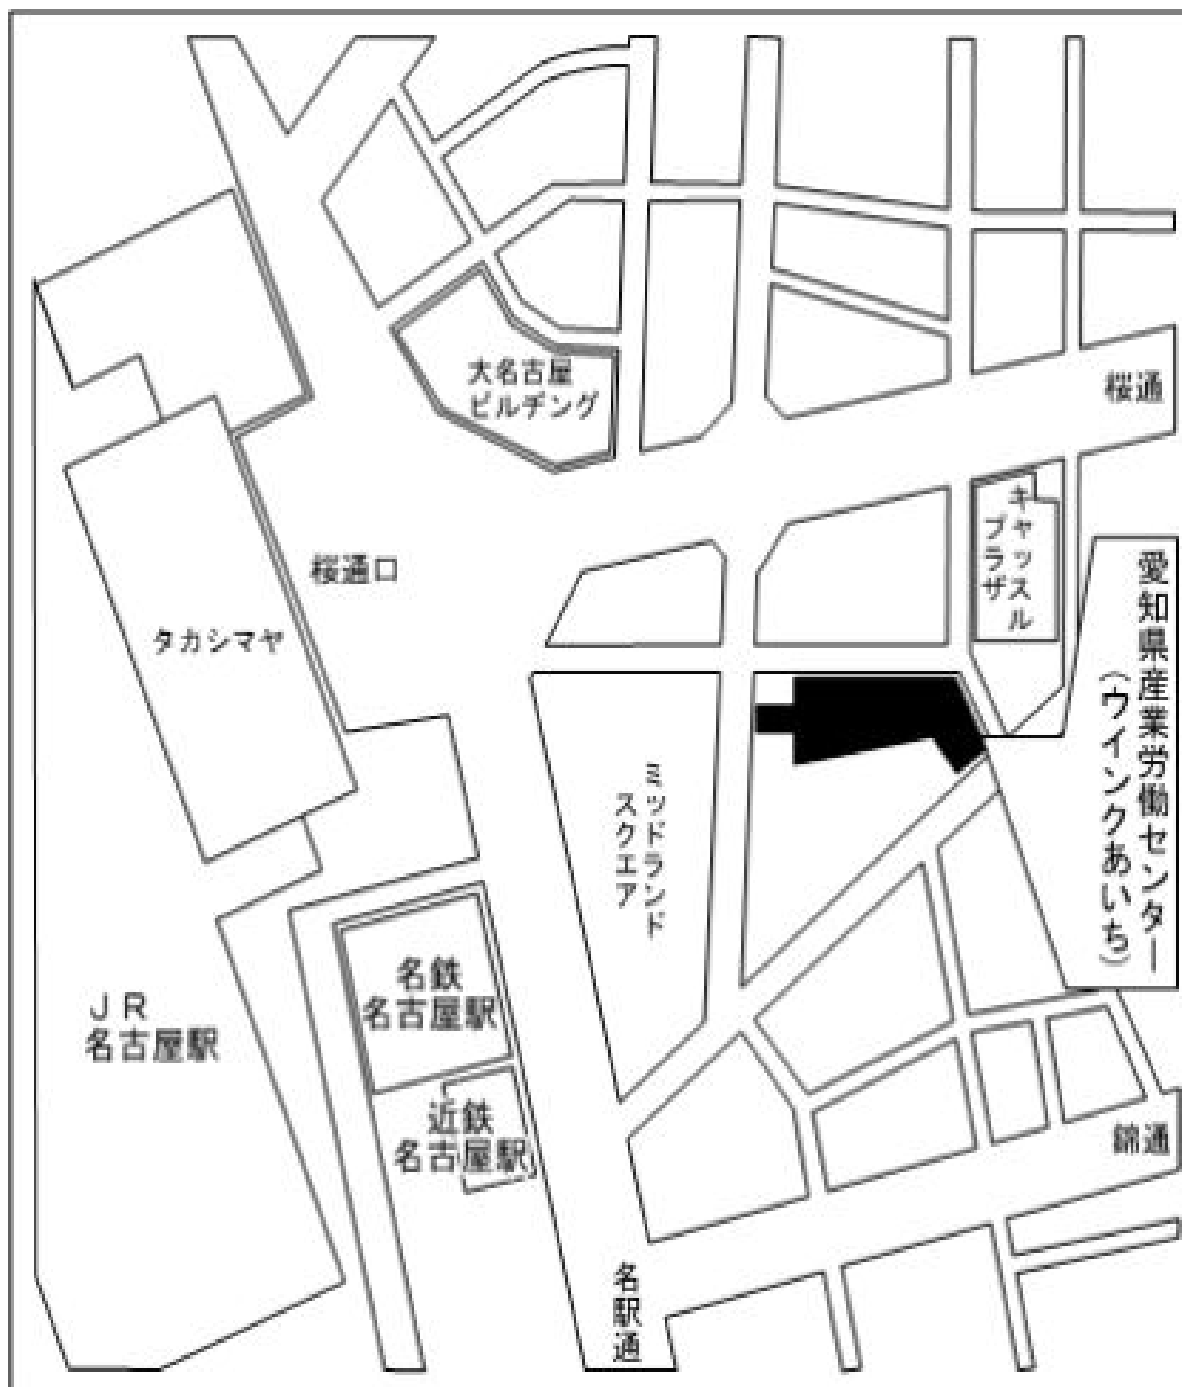 大名古屋
ビルヂング
桜通
キャッスル
プラザ
桜通口
タカシマヤ
愛知県産業労働センター
(ウインクあいち)
ミッドランド
スクエア
名鉄
名古屋駅
JR
名古屋駅
近鉄
名古屋駅
錦通
名駅通